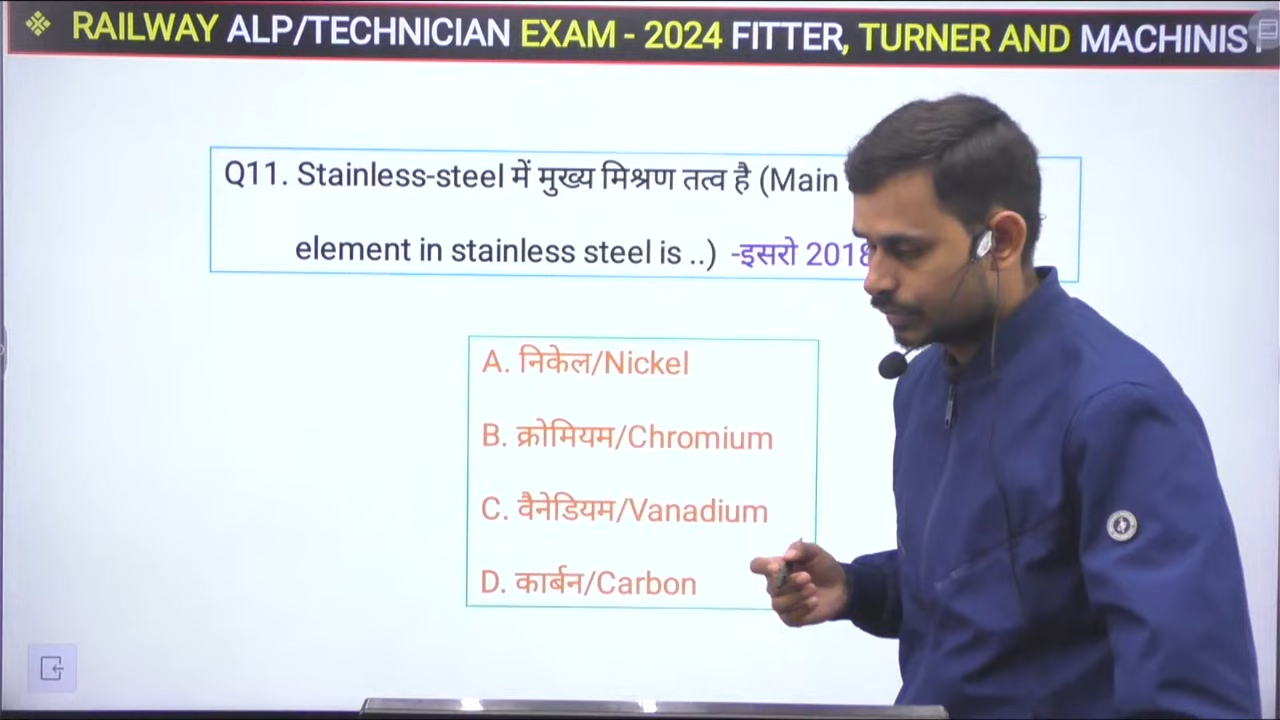 RAILWAY ALP/TECHNICIAN EXAM - 2024 FITTER, TURNER AND MACHINIST
Q11. Stainless-steel में मुख्य मिश्रण तत्व है (Main
element in stainless steel is ..) -इसरो 2018
A. निकेल/Nickel
B. क्रोमियम/Chromium
C. वैनेडियम/Vanadium
D. कार्बन/Carbon